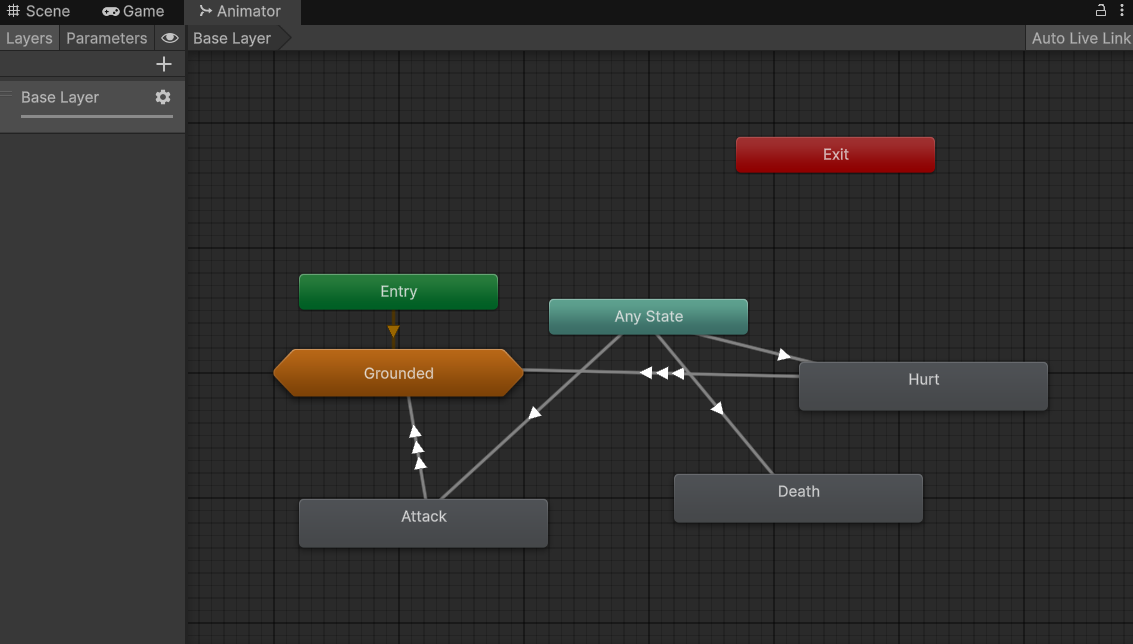 Scene Game Animator
Layers Parameters Base Layer Auto Live Link
Base Layer
Exit
Entry
Any State
Grounded
Hurt
Death
Attack